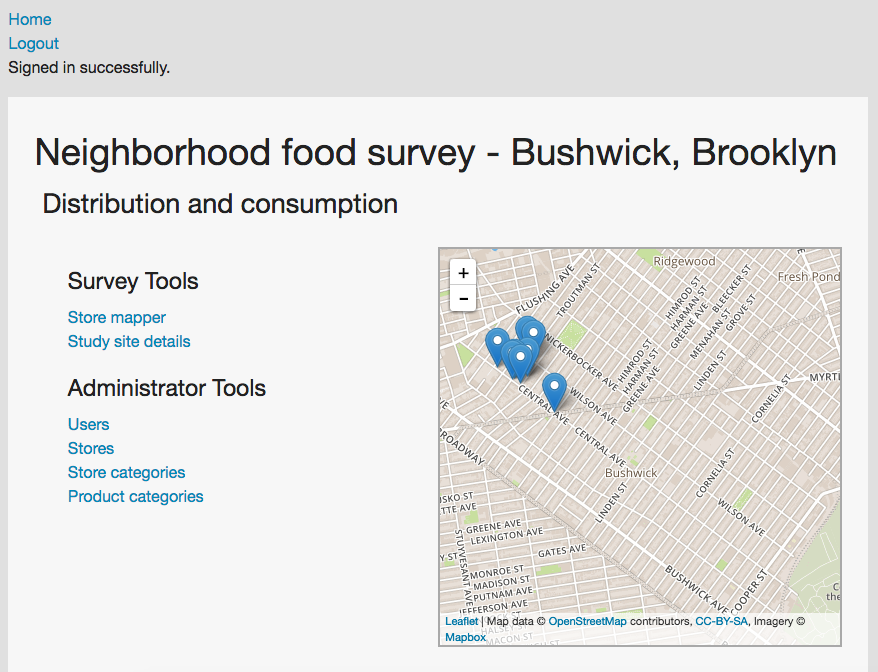 Home
Logout
Signed in successfully.
Neighborhood food survey - Bushwick, Brooklyn
Distribution and consumption
Survey Tools
Store mapper
Study site details
Administrator Tools
Users
Stores
Store categories
Product categories
+
-
Ridgewood
Fresh Pond
FLUSHING AVE
TROUTMAN ST
HIMROD ST
HARMAN ST
GREENE AVE
BLEECKER ST
MENAHAN ST
GROVE ST
KNICKERBOCKER AVE
HIMROD ST
HARMAN ST
GREENE AVE
LINDEN ST
MYRTL
CORNELIA ST
WILSON AVE
CENTRAL AVE
CENTRAL AVE
BROADWAY
Bushwick
CORNELIA ST
LINDEN ST
WILSON AVE
GREENE AVE
LEXINGTON AVE
GATES AVE
STUYVESANT AVE
MONROE ST
MADISON ST
PUTNAM AVE
JEFFERSON AVE
HALSEY ST
MACON ST
BUSHWICK AVE
COOPER ST
Leaflet | Map data © OpenStreetMap contributors, CC-BY-SA, Imagery ©
Mapbox